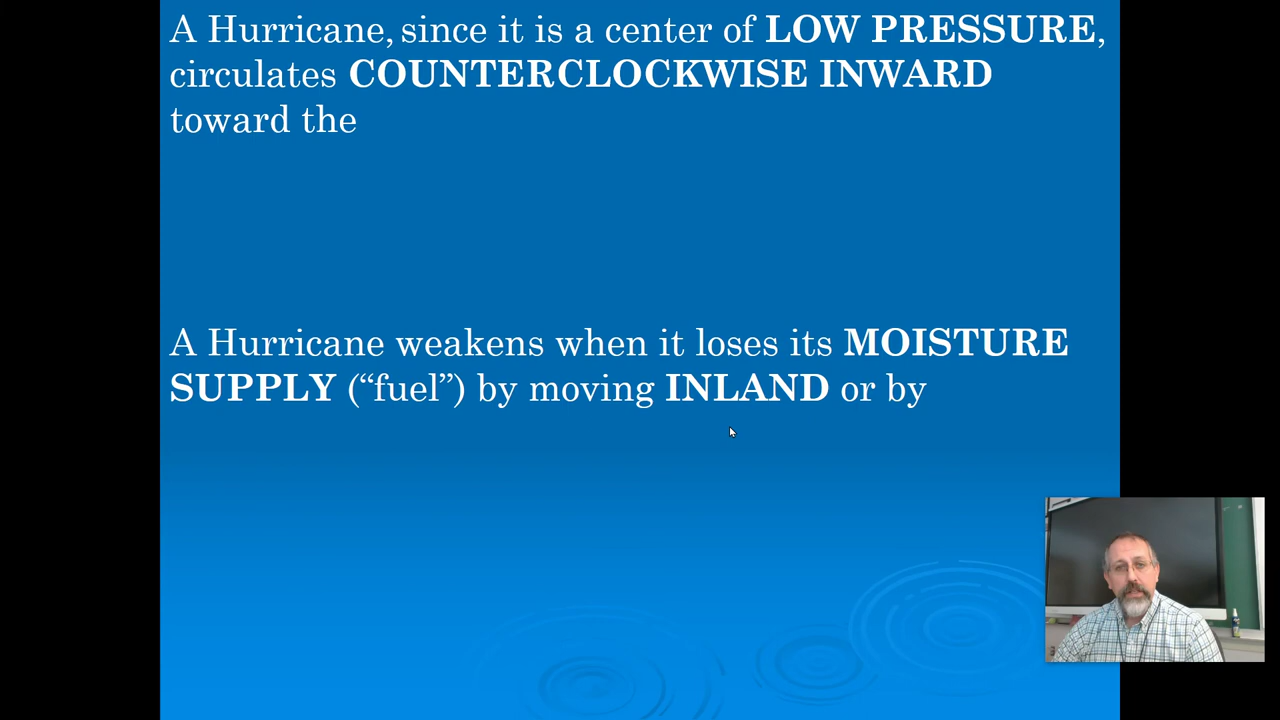 A Hurricane, since it is a center of LOW PRESSURE,
circulates COUNTERCLOCKWISE INWARD
toward the
A Hurricane weakens when it loses its MOISTURE
SUPPLY (“fuel”) by moving INLAND or by